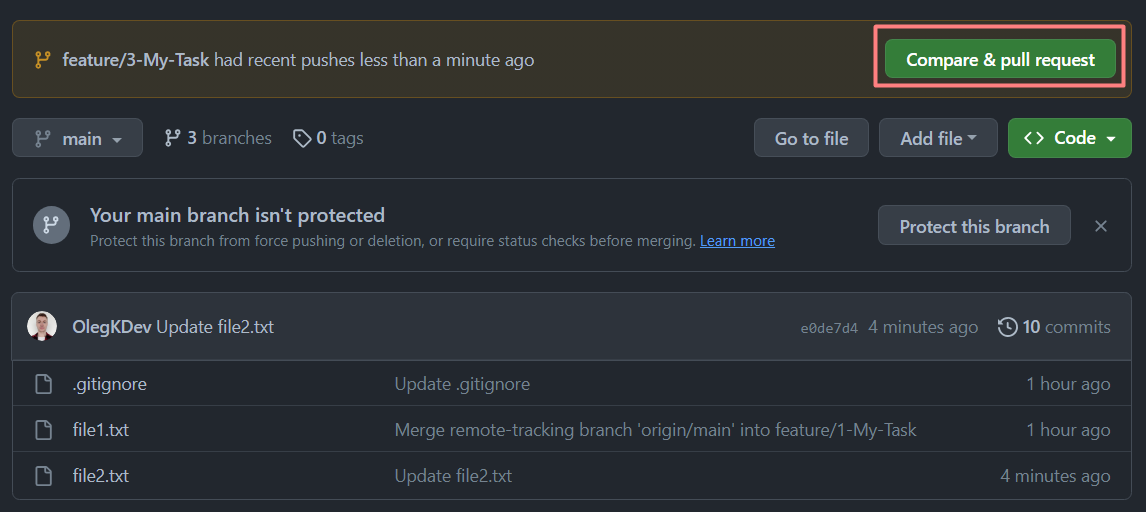 feature/3-My-Task had recent pushes less than a minute ago
Compare & pull request
main
3 branches
0 tags
Go to file
Add file
Code
Your main branch isn't protected
Protect this branch from force pushing or deletion, or require status checks before merging. Learn more
Protect this branch
OlegKDev Update file2.txt
e0de7d4 4 minutes ago
10 commits
.gitignore
Update .gitignore
1 hour ago
file1.txt
Merge remote-tracking branch 'origin/main' into feature/1-My-Task
1 hour ago
file2.txt
Update file2.txt
4 minutes ago